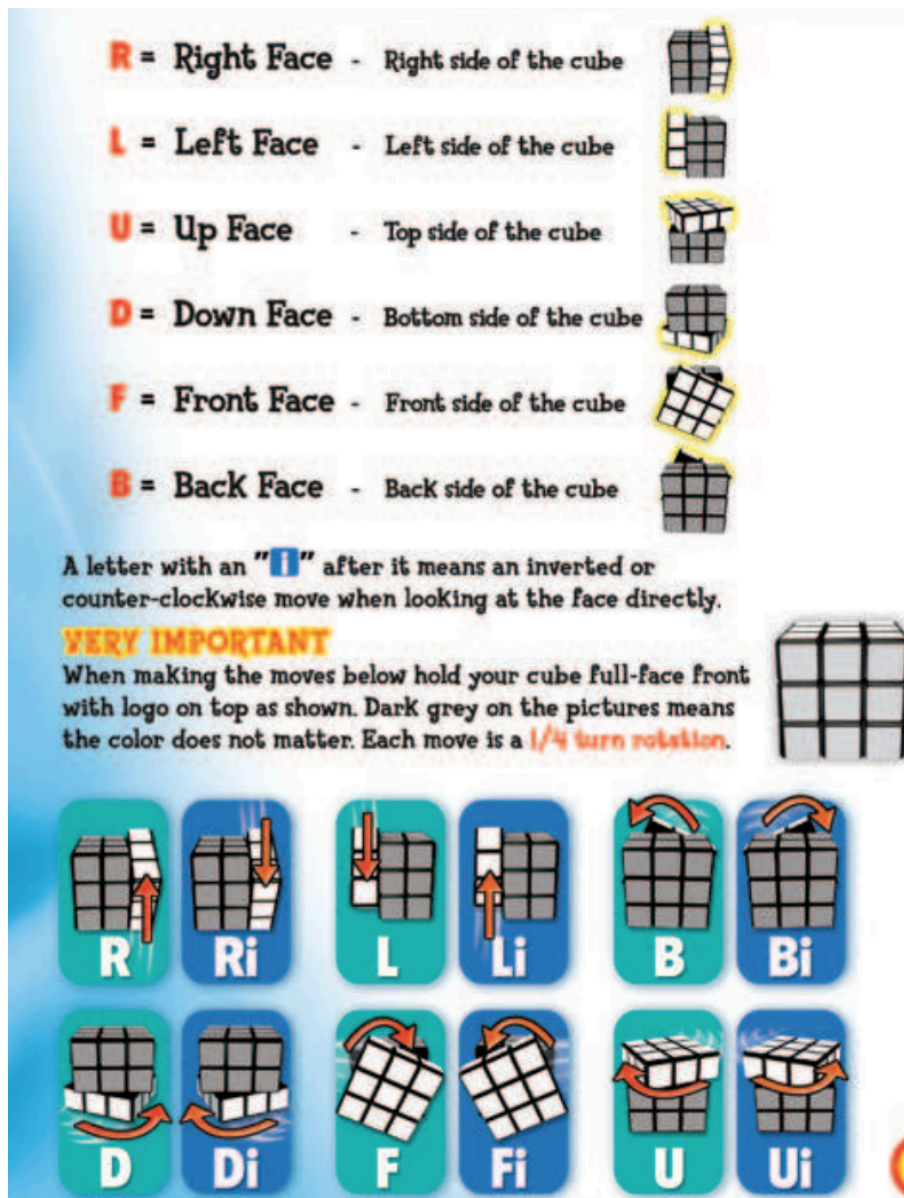 R = Right Face - Right side of the cube
L = Left Face - Left side of the cube
U = Up Face - Top side of the cube
D = Down Face - Bottom side of the cube
F = Front Face - Front side of the cube
B = Back Face - Back side of the cube
A letter with an "i" after it means an inverted or
counter-clockwise move when looking at the face directly.
VERY IMPORTANT
When making the moves below hold your cube full-face front
with logo on top as shown. Dark grey on the pictures means
the color does not matter. Each move is a 1/4 turn rotation.
R Ri L Li B Bi
D Di F Fi U Ui